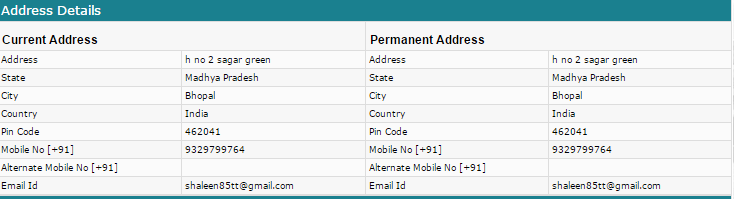 Address Details
Current Address Permanent Address
Address h no 2 sagar green Address h no 2 sagar green
State Madhya Pradesh State Madhya Pradesh
City Bhopal City Bhopal
Country India Country India
Pin Code 462041 Pin Code 462041
Mobile No [+91] 9329799764 Mobile No [+91] 9329799764
Alternate Mobile No [+91] Alternate Mobile No [+91]
Email Id shaleen85tt@gmail.com Email Id shaleen85tt@gmail.com